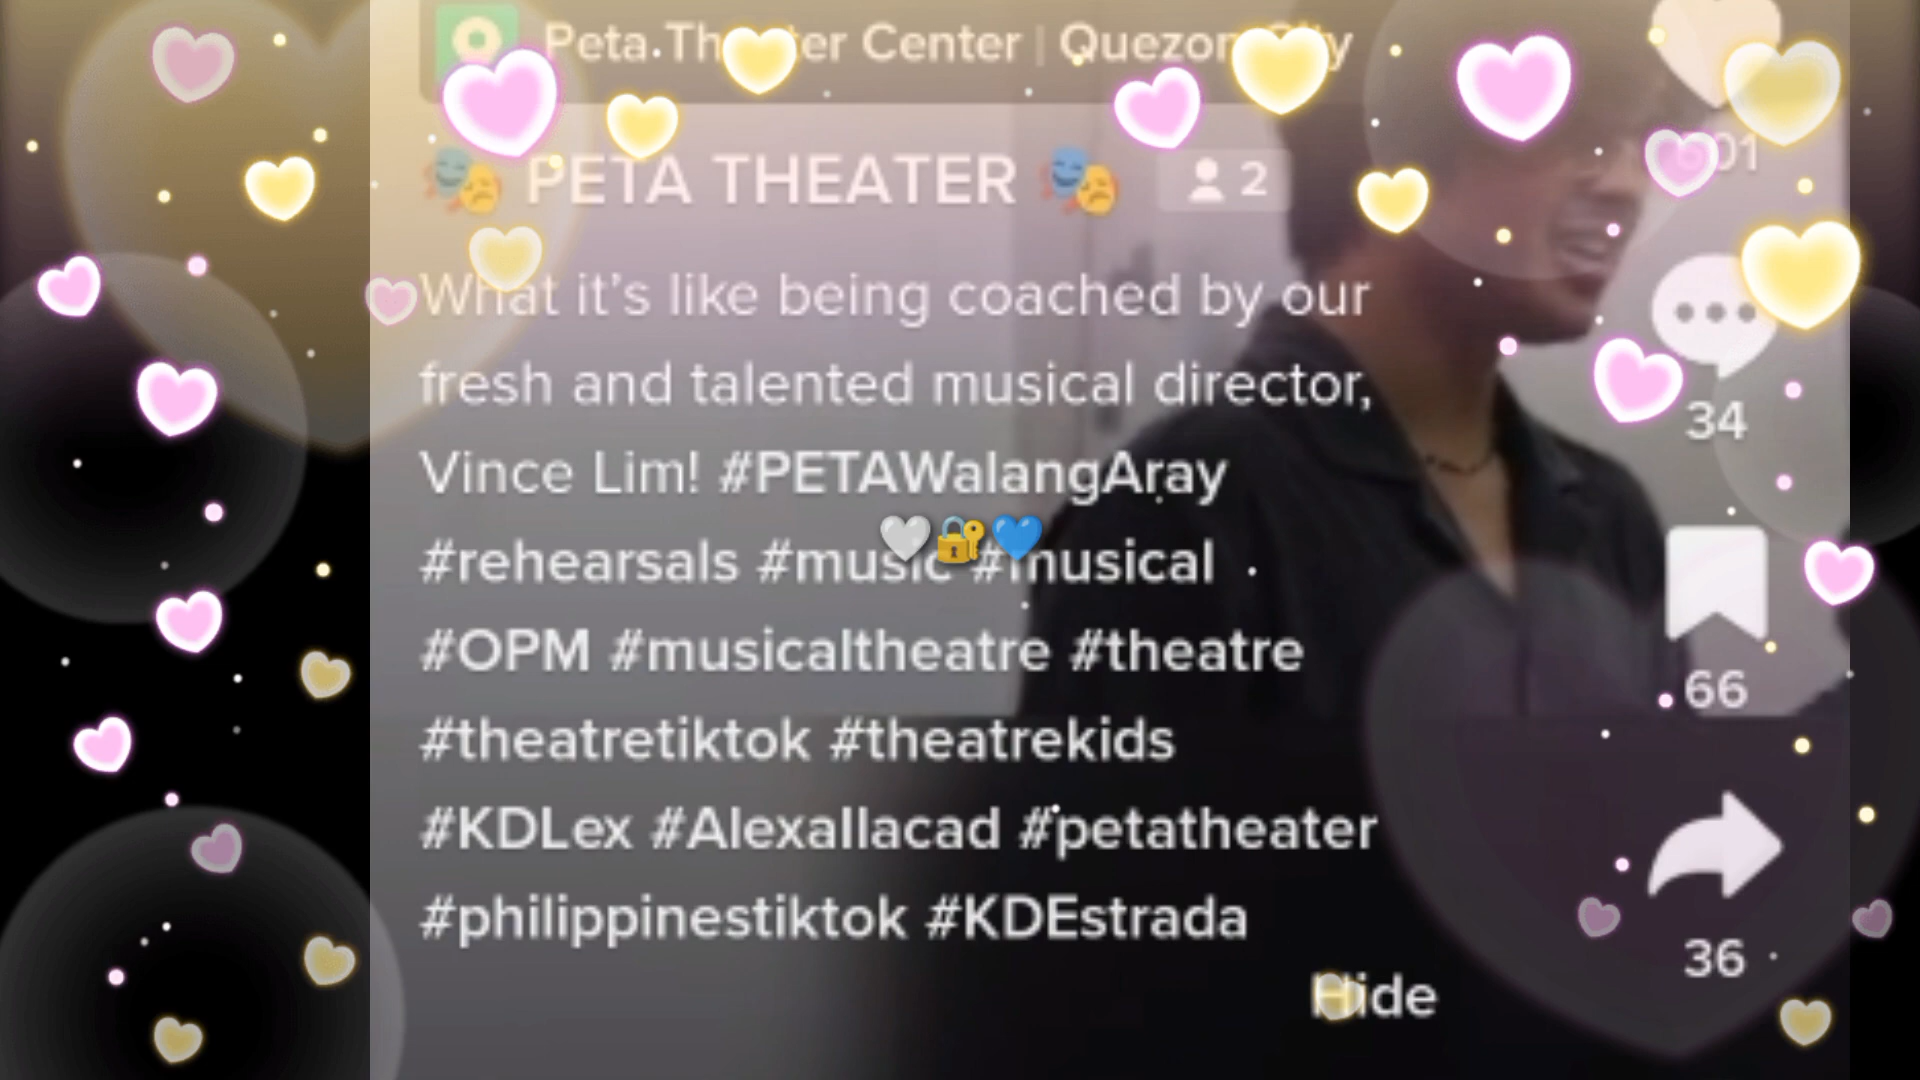 Peta Theater Center | Quezon City
🎭 PETA THEATER 🎭 2
What it's like being coached by our
fresh and talented musical director,
Vince Lim! #PETAWalangAray
#rehearsals #music #musical
#OPM #musicaltheatre #theatre
#theatretiktok #theatrekids
#KDLex #Alexallacad #petatheater
#philippinestiktok #KDEstrada
Hide
34
66
36